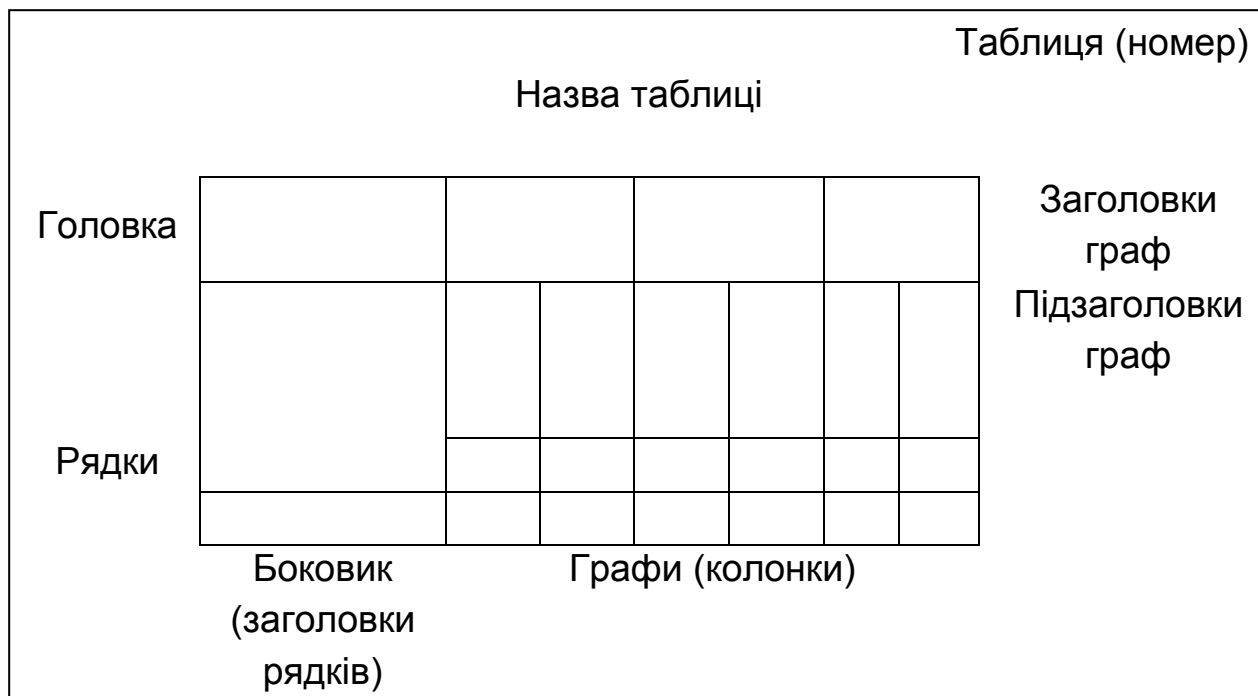 Таблиця (номер)
Назва таблиці
Головка
Заголовки
граф
Підзаголовки
граф
Рядки
Боковик
(заголовки
рядків)
Графи (колонки)